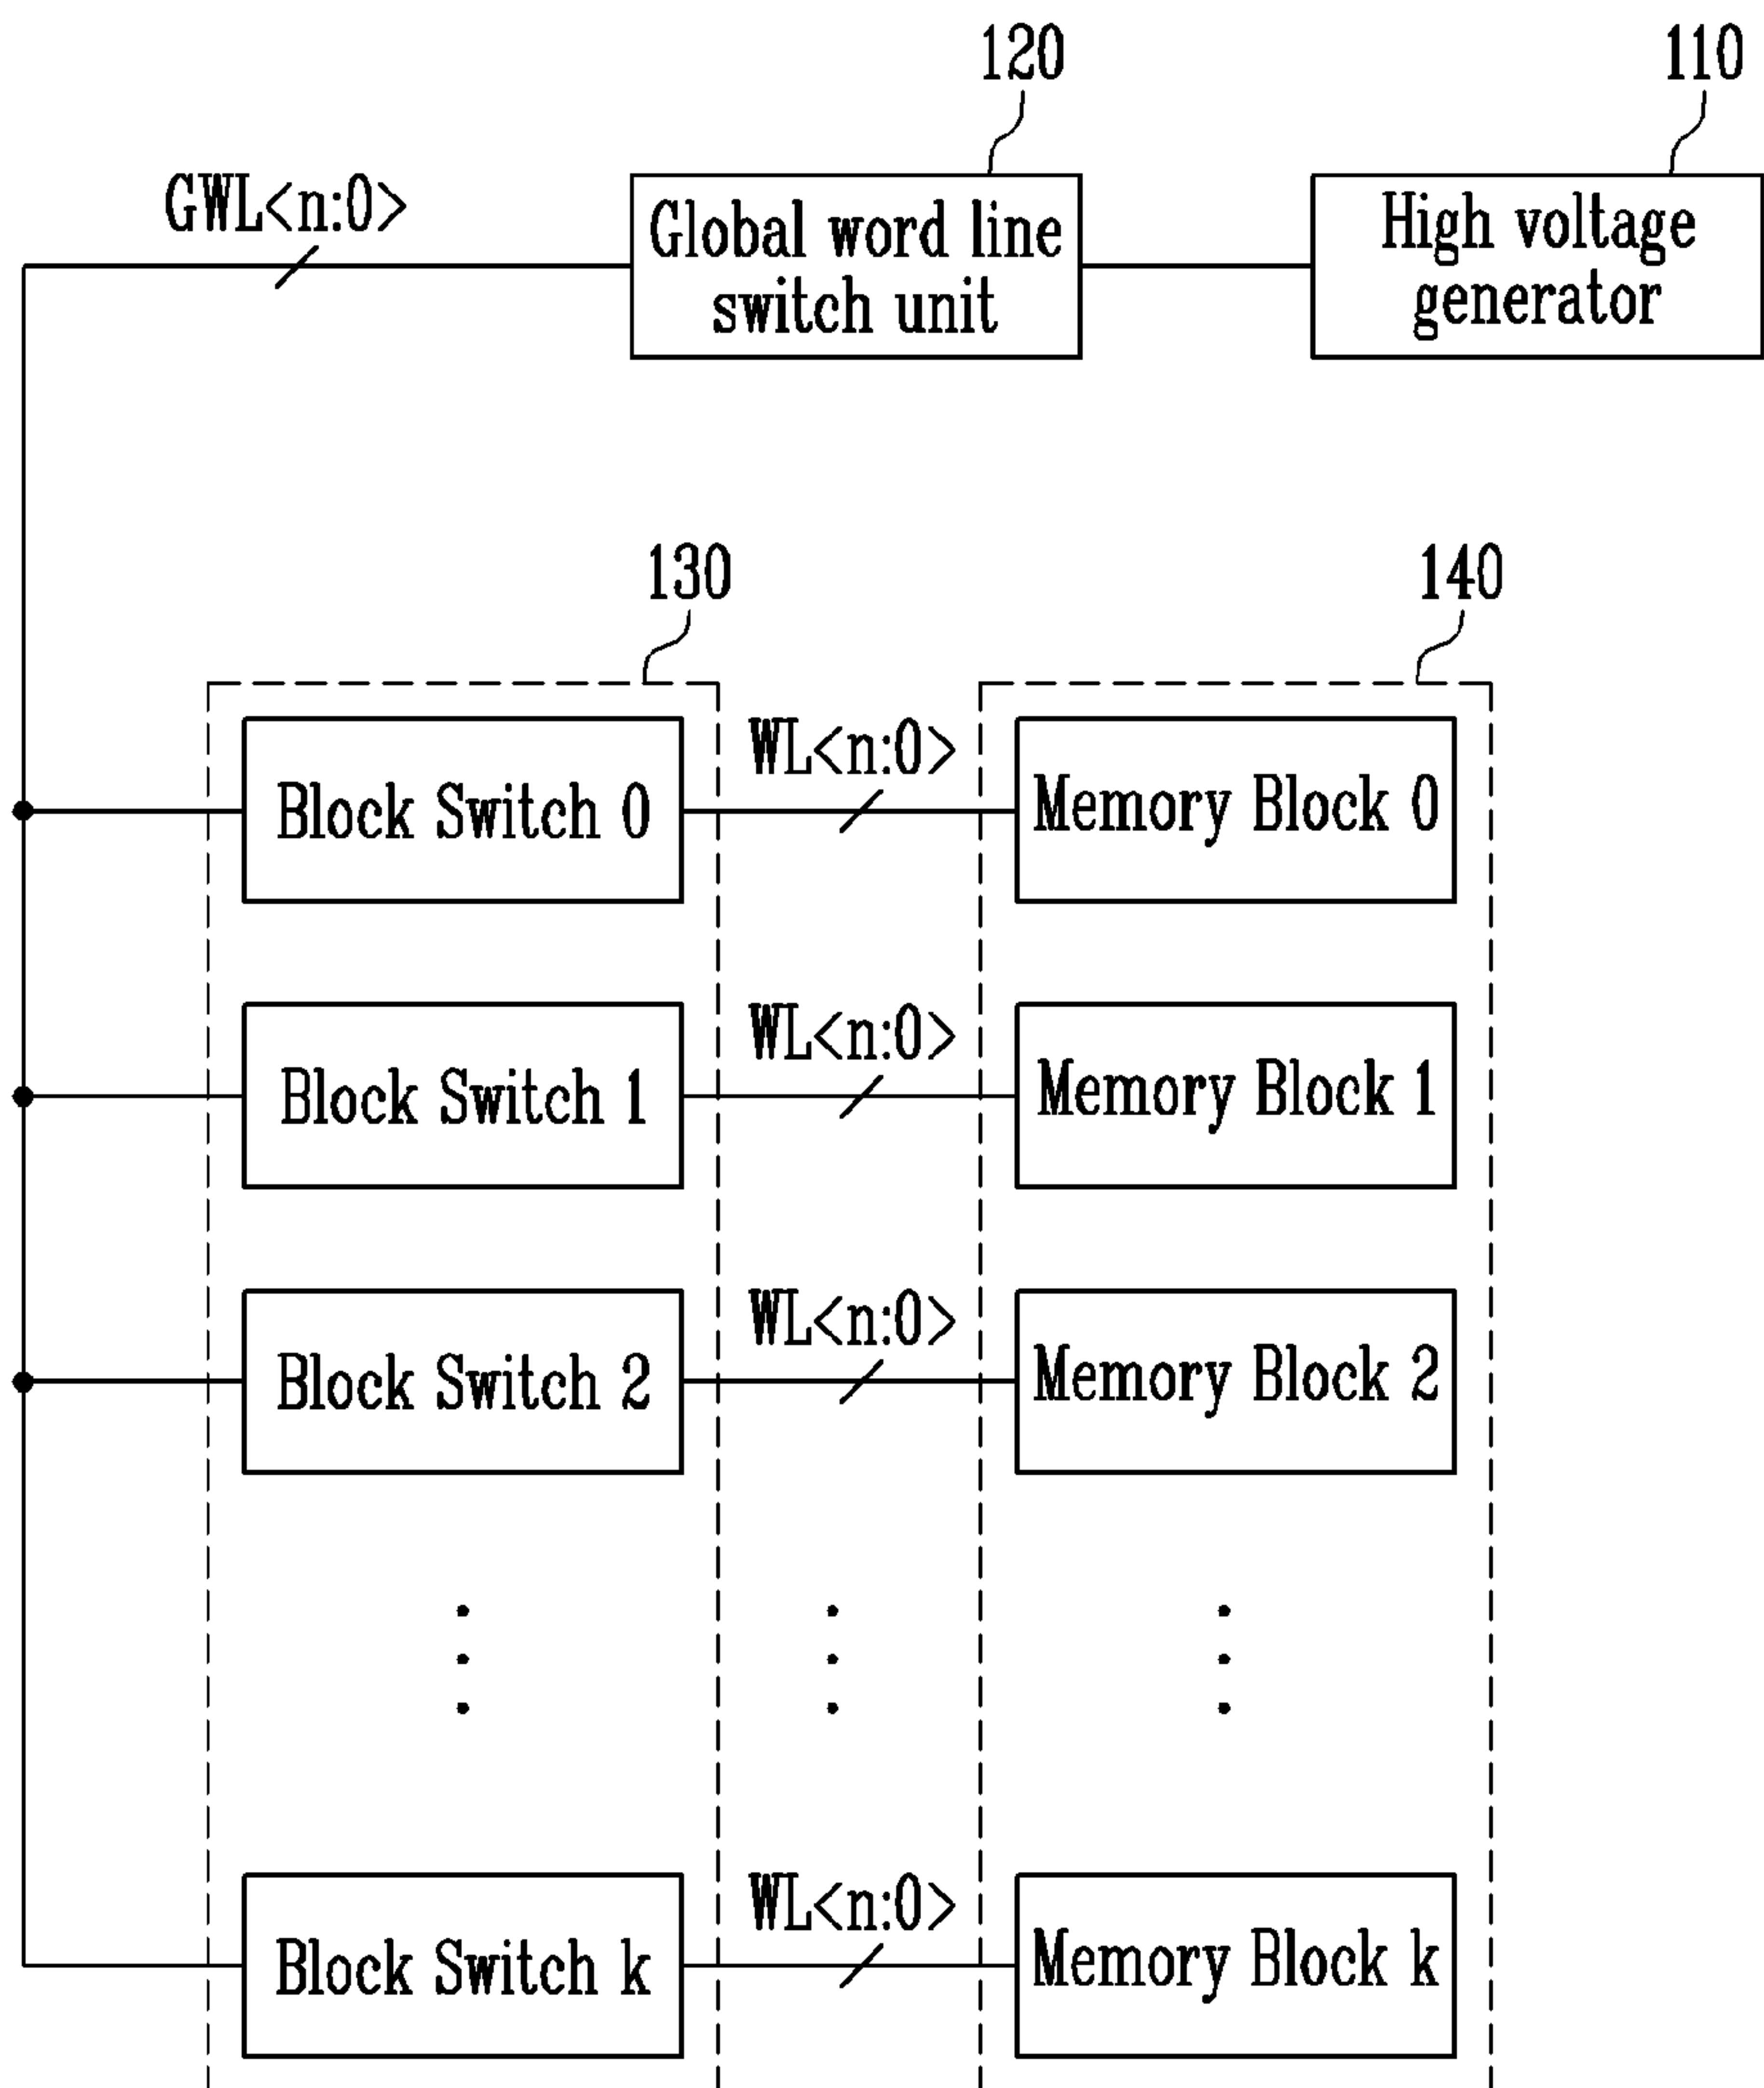 120
110
GWL<n:0>
Global word line
switch unit
High voltage
generator
130
140
Block Switch 0
WL<n:0>
Memory Block 0
Block Switch 1
WL<n:0>
Memory Block 1
Block Switch 2
WL<n:0>
Memory Block 2
Block Switch k
WL<n:0>
Memory Block k